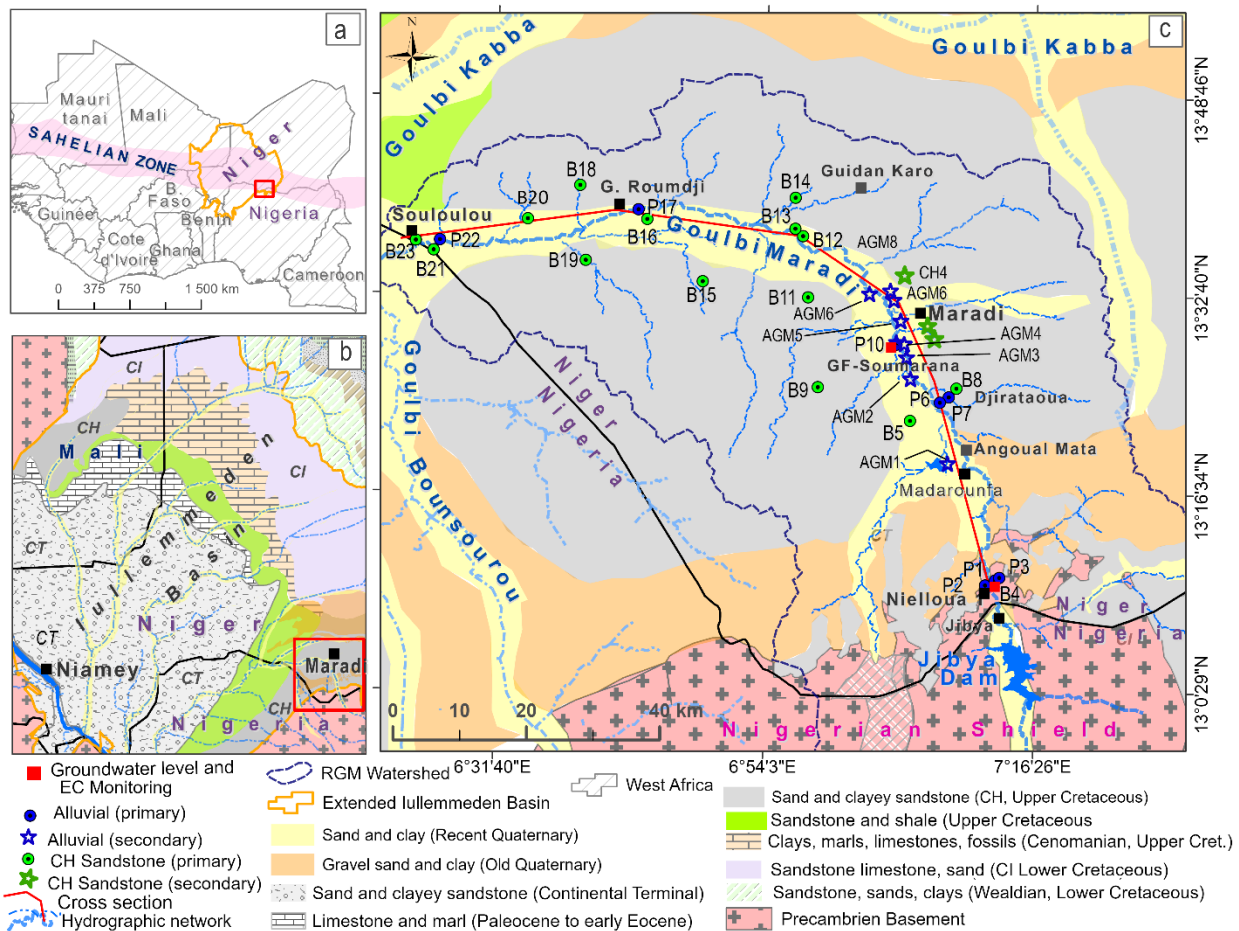 a
Mauri
tanai
Mali
Niger
SAHELIAN ZONE
B.
Faso
Benin
Nigeria
Guinée
Cote
d'Ivoire
Ghana
Cameroon
0 375 750 1 500 km
b
CI
CH
Mali
CI
Iullemmeden
Basin
CT
CT
Niger
CT
Niamey
Maradi
CH
Nigeria
c
N
Goulbi Kabba
Goulbi Kabba
13°48'46"N
B18
B14
Guidan Karo
B20
G. Roumdji
P17
Souloulou
B16
B13
B12
Goulbi Maradi
AGM8
B23
P22
B21
B19
CH4
B15
B11
AGM6
AGM6
Maradi
13°32'40"N
AGM5
AGM4
P10
AGM3
GF-Soumarana
Goulbi Bounsourou
Niger
Nigeria
B9
B8
AGM2
P6
Djirataoua
P7
B5
Angoual Mata
AGM1
Madarounfa
13°16'34"N
CT
P1
P3
P2
B4
Nielloua
Niger
Jibya
Nigeria
Jibya
Dam
13°0'29"N
0 10 20 40 km
Nigerian Shield
6°31'40"E
6°54'3"E
7°16'26"E
Groundwater level and
EC Monitoring
Alluvial (primary)
Alluvial (secondary)
CH Sandstone (primary)
CH Sandstone (secondary)
Cross section
Hydrographic network
RGM Watershed
Extended Iullemmeden Basin
Sand and clay (Recent Quaternary)
Gravel sand and clay (Old Quaternary)
Sand and clayey sandstone (Continental Terminal)
Limestone and marl (Paleocene to early Eocene)
West Africa
Sand and clayey sandstone (CH, Upper Cretaceous)
Sandstone and shale (Upper Cretaceous
Clays, marls, limestones, fossils (Cenomanian, Upper Cret.)
Sandstone limestone, sand (CI Lower Cretaceous)
Sandstone, sands, clays (Wealdian, Lower Cretaceous)
Precambrien Basement